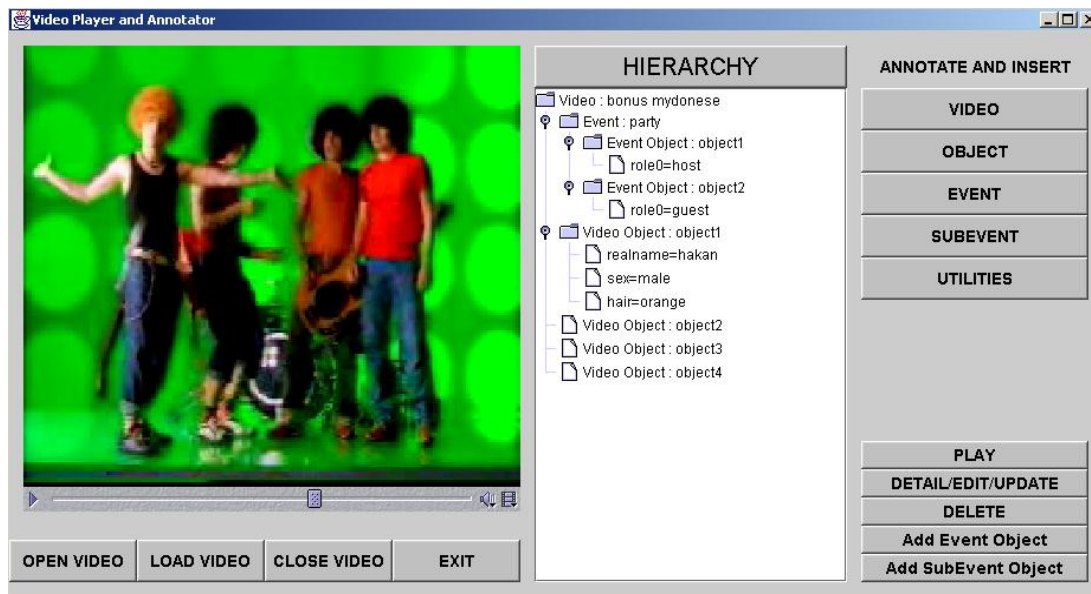 Video Player and Annotator
HIERARCHY
Video : bonus mydonese
Event : party
Event Object : object1
role0=host
Event Object : object2
role0=guest
Video Object : object1
realname=hakan
sex=male
hair=orange
Video Object : object2
Video Object : object3
Video Object : object4
ANNOTATE AND INSERT
VIDEO
OBJECT
EVENT
SUBEVENT
UTILITIES
PLAY
DETAIL/EDIT/UPDATE
DELETE
Add Event Object
Add SubEvent Object
OPEN VIDEO
LOAD VIDEO
CLOSE VIDEO
EXIT